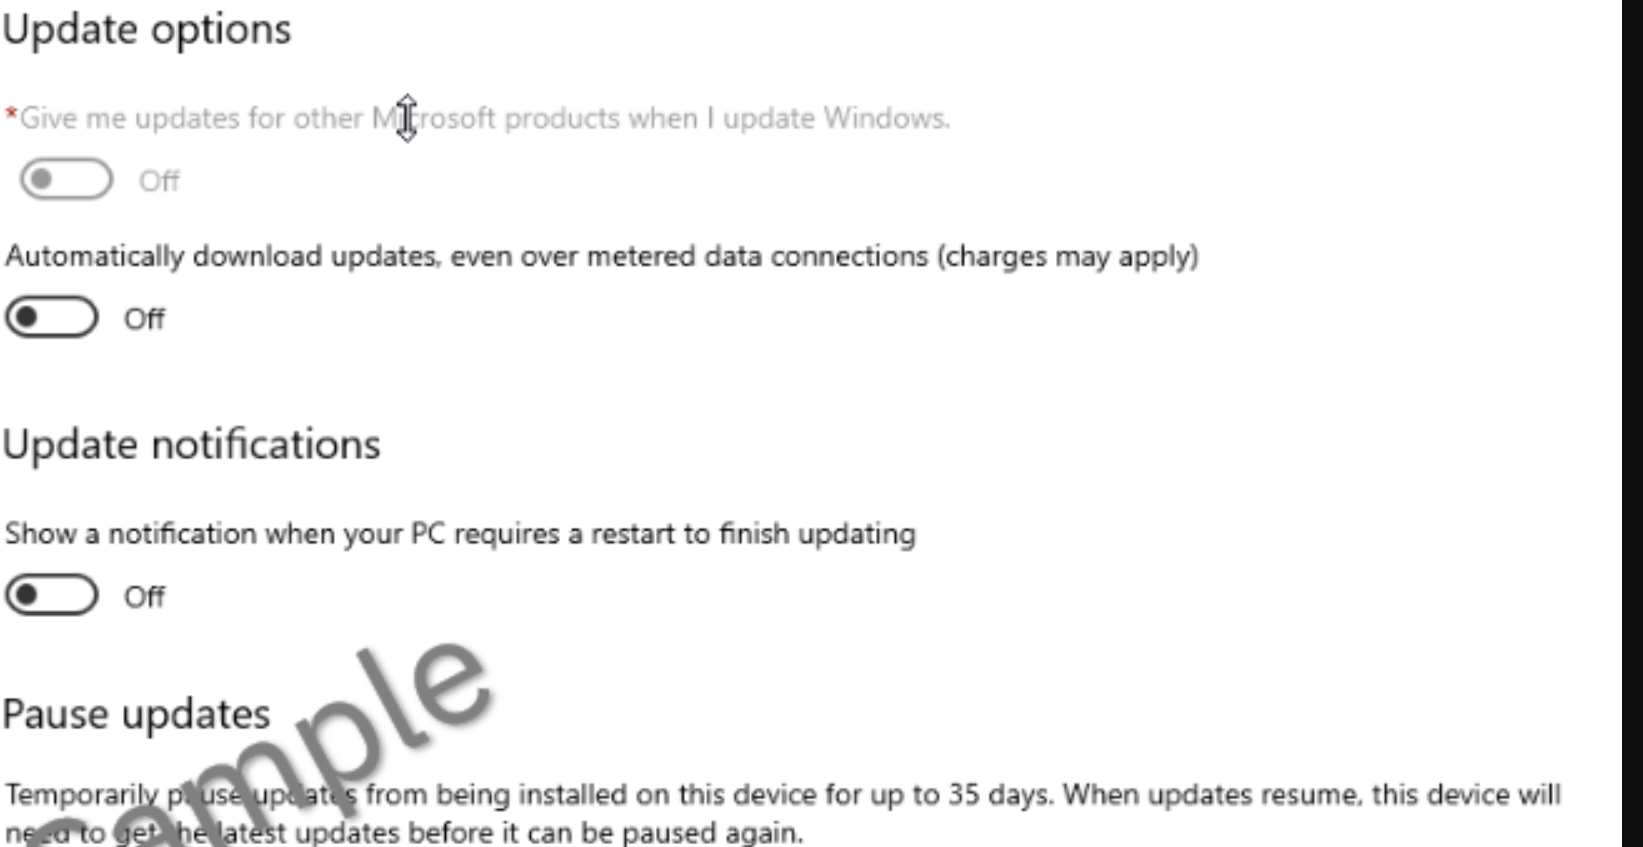 Update options
*Give me updates for other Microsoft products when I update Windows.
Off
Automatically download updates, even over metered data connections (charges may apply)
Off
Update notifications
Show a notification when your PC requires a restart to finish updating
Off
Pause updates
Temporarily pause updates from being installed on this device for up to 35 days. When updates resume, this device will
need to get the latest updates before it can be paused again.
ample